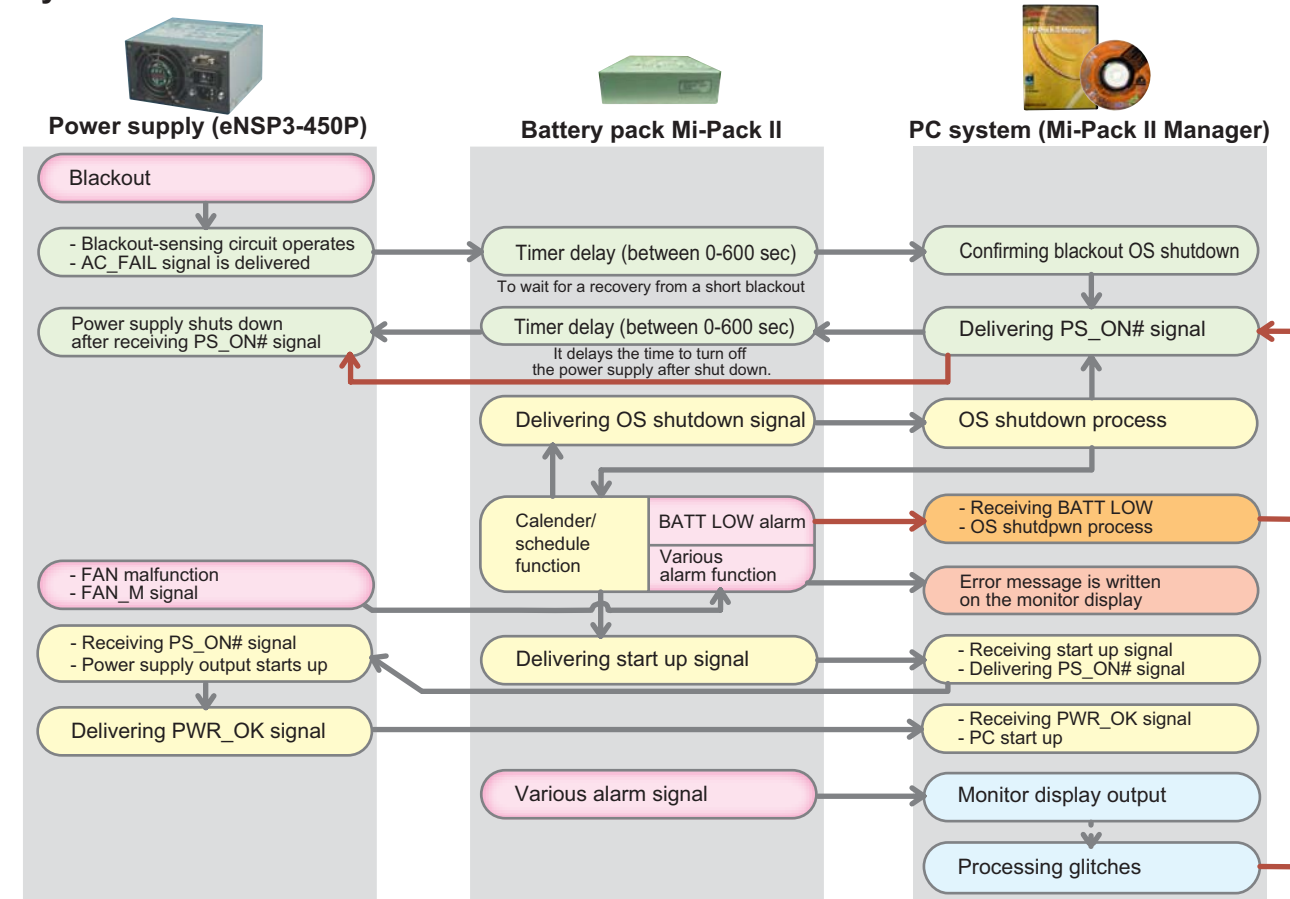 Mi-Pack II Manager
Power supply (eNSP3-450P)
Battery pack Mi-Pack II
PC system (Mi-Pack II Manager)
Blackout
- Blackout-sensing circuit operates
- AC_FAIL signal is delivered
Timer delay (between 0-600 sec)
To wait for a recovery from a short blackout
Confirming blackout OS shutdown
Power supply shuts down
after receiving PS_ON# signal
Timer delay (between 0-600 sec)
It delays the time to turn off
the power supply after shut down.
Delivering PS_ON# signal
Delivering OS shutdown signal
OS shutdown process
Calender/
schedule
function
BATT LOW alarm
Various
alarm function
- Receiving BATT LOW
- OS shutdpwn process
- FAN malfunction
- FAN_M signal
Error message is written
on the monitor display
- Receiving PS_ON# signal
- Power supply output starts up
Delivering start up signal
- Receiving start up signal
- Delivering PS_ON# signal
Delivering PWR_OK signal
- Receiving PWR_OK signal
- PC start up
Various alarm signal
Monitor display output
Processing glitches